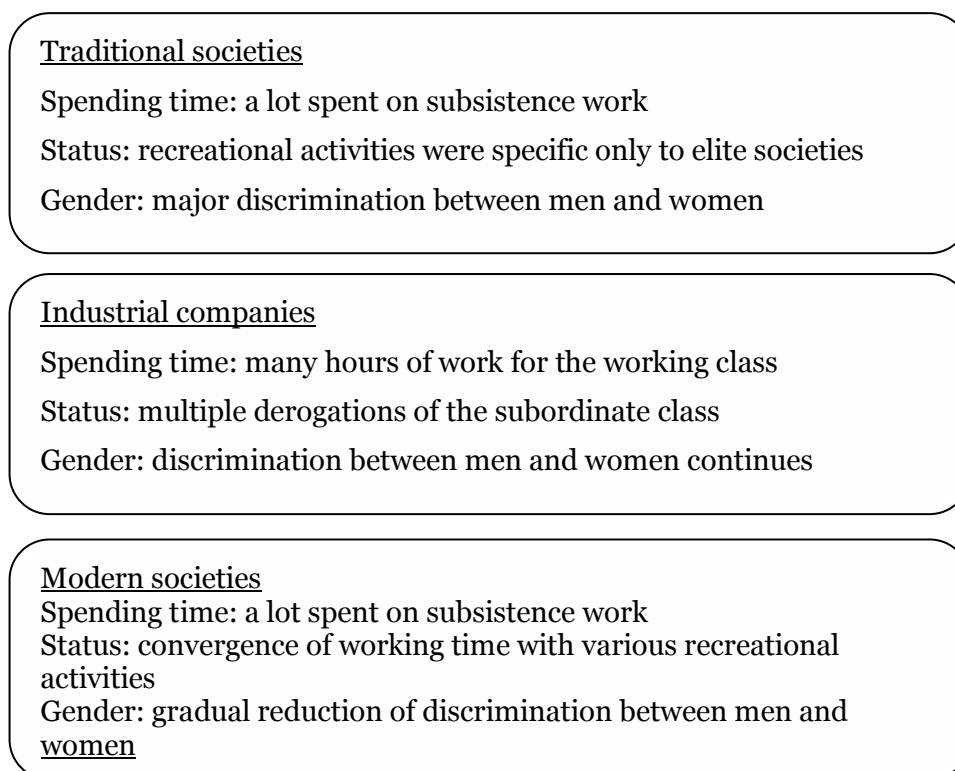 Traditional societies
Spending time: a lot spent on subsistence work
Status: recreational activities were specific only to elite societies
Gender: major discrimination between men and women
Industrial companies
Spending time: many hours of work for the working class
Status: multiple derogations of the subordinate class
Gender: discrimination between men and women continues
Modern societies
Spending time: a lot spent on subsistence work
Status: convergence of working time with various recreational
activities
Gender: gradual reduction of discrimination between men and
women